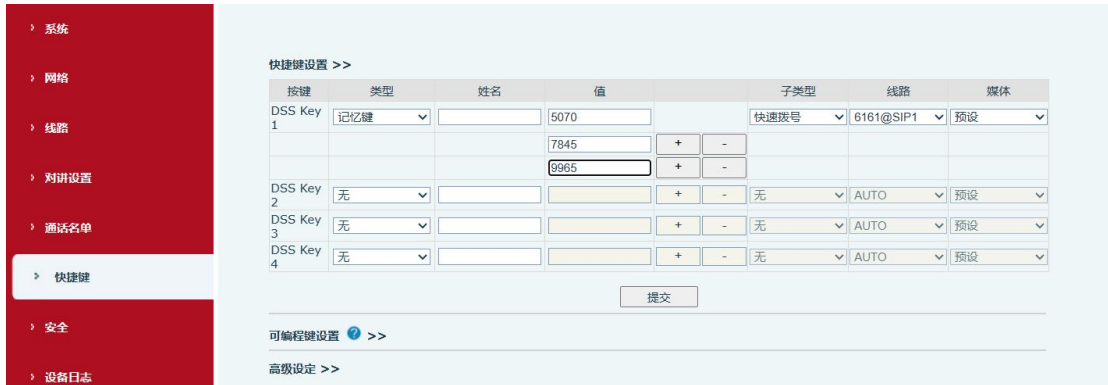 系统
网络
线路
对讲设置
通话名单
快捷键
安全
设备日志
快捷键设置 >>
按键 类型 姓名 值 子类型 线路 媒体
DSS Key 1 记忆键 5070 快速拨号 6161@SIP1 预设
7845 + -
9965 + -
DSS Key 2 无 + - 无 AUTO 预设
DSS Key 3 无 + - 无 AUTO 预设
DSS Key 4 无 + - 无 AUTO 预设
提交
可编程键设置 ? >>
高级设定 >>